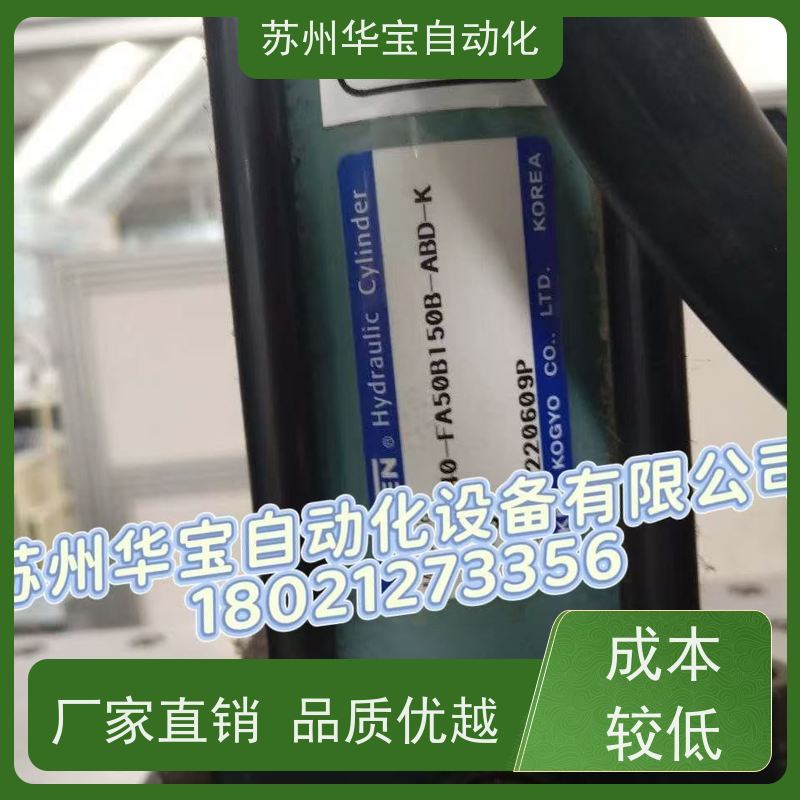 苏州华宝自动化
® Hydraulic Cylinder
40-FA50B150B-ABD-K
220609P
KOGYO CO., LTD. KOREA
苏州华宝自动化设备有限公司
18021273356
厂家直销 品质优越
成本
较低